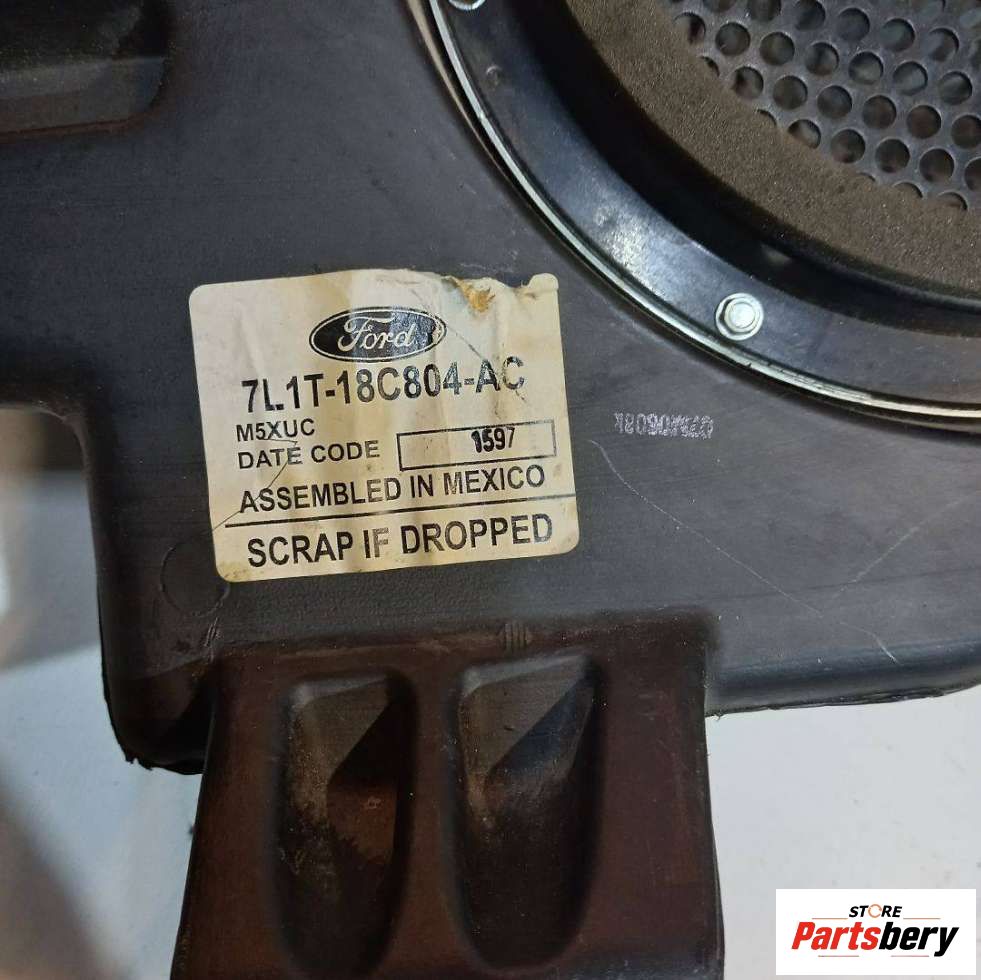 Ford
7L1T-18C804-AC
M5XUC
DATE CODE 1597
ASSEMBLED IN MEXICO
SCRAP IF DROPPED
STORE
Partsbery